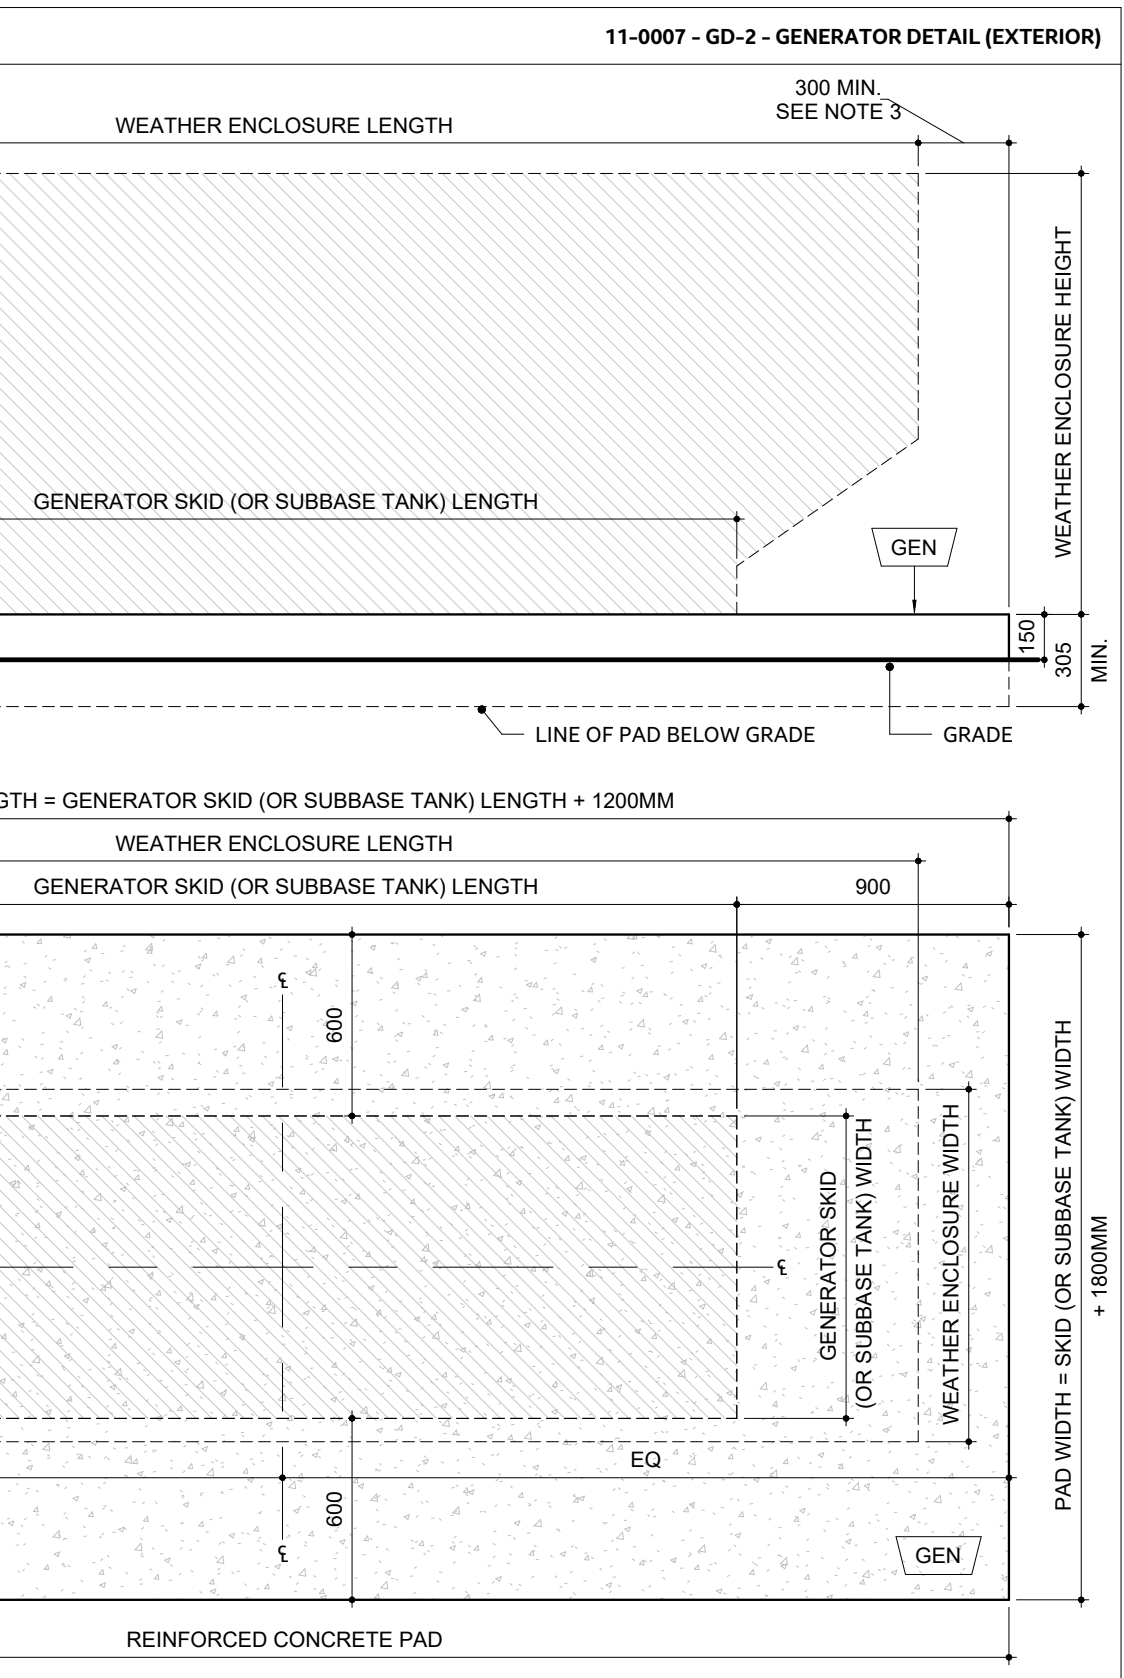 11-0007 - GD-2 - GENERATOR DETAIL (EXTERIOR)
300 MIN.
SEE NOTE 3
WEATHER ENCLOSURE LENGTH
WEATHER ENCLOSURE HEIGHT
GENERATOR SKID (OR SUBBASE TANK) LENGTH
GEN
150
305
MIN.
LINE OF PAD BELOW GRADE
GRADE
GTH = GENERATOR SKID (OR SUBBASE TANK) LENGTH + 1200MM
WEATHER ENCLOSURE LENGTH
GENERATOR SKID (OR SUBBASE TANK) LENGTH
900
℄
600
GENERATOR SKID
(OR SUBBASE TANK) WIDTH
WEATHER ENCLOSURE WIDTH
PAD WIDTH = SKID (OR SUBBASE TANK) WIDTH
+ 1800MM
℄
EQ
600
℄
GEN
REINFORCED CONCRETE PAD